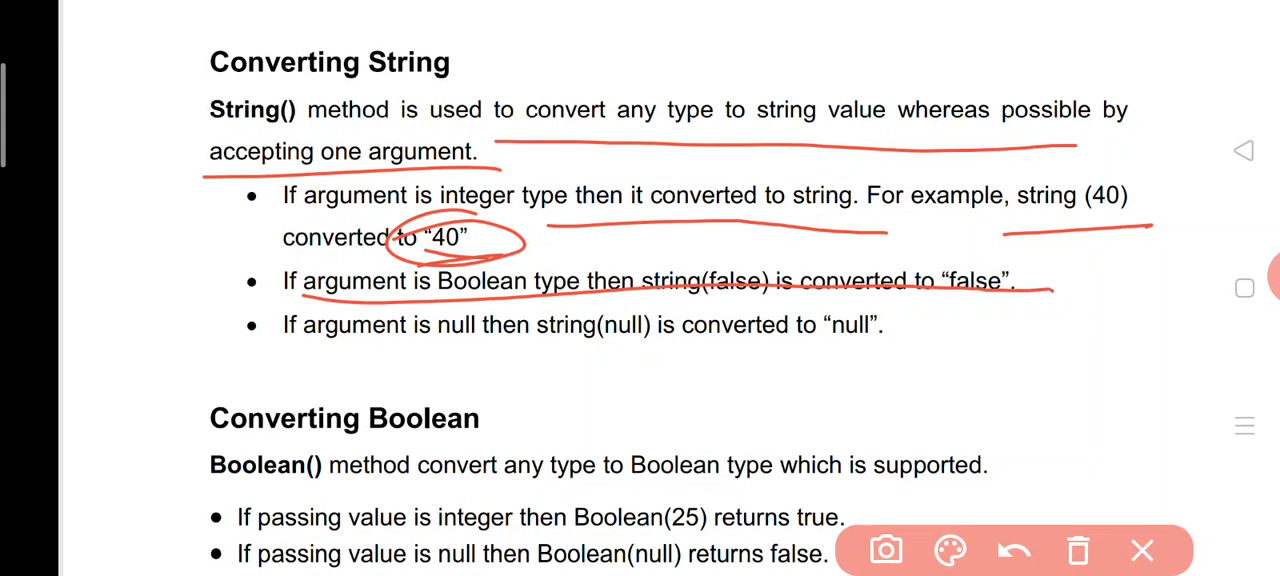 Converting String
String() method is used to convert any type to string value whereas possible by
accepting one argument.
• If argument is integer type then it converted to string. For example, string (40)
converted to “40”
• If argument is Boolean type then string(false) is converted to “false”.
• If argument is null then string(null) is converted to “null”.
Converting Boolean
Boolean() method convert any type to Boolean type which is supported.
• If passing value is integer then Boolean(25) returns true.
• If passing value is null then Boolean(null) returns false.